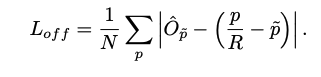 $L_{off} = \frac{1}{N} \sum_{p} \left| \hat{O}_{\tilde{p}} - \left( \frac{p}{R} - \tilde{p} \right) \right|.$